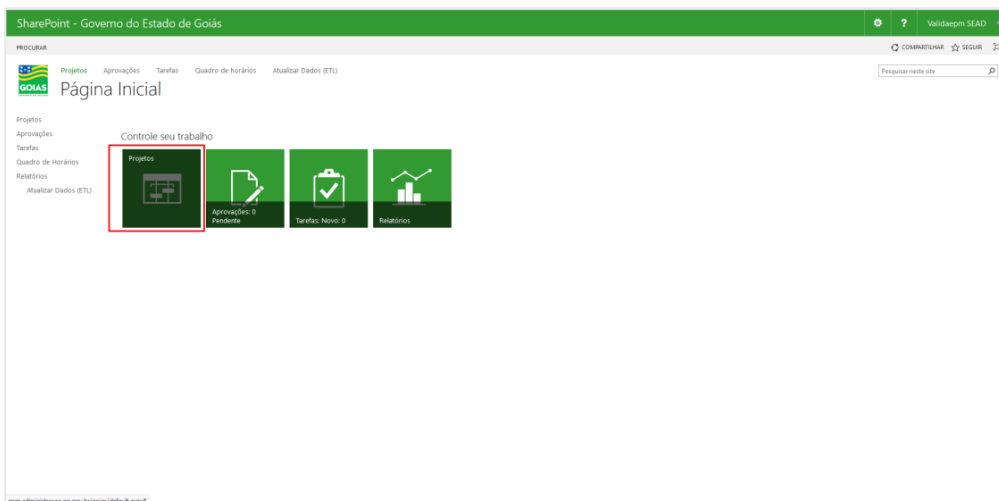 SharePoint - Governo do Estado de Goiás
? Validaepm SEAD
PROCURAR
COMPARTILHAR SEGUIR
GOIÁS
Projetos Aprovações Tarefas Quadro de horários Atualizar Dados (ETL)
Pesquisar neste site
Página Inicial
Projetos
Aprovações
Tarefas
Quadro de Horários
Relatórios
Atualizar Dados (ETL)
Controle seu trabalho
Projetos
Aprovações: 0
Pendente
Tarefas: Novo: 0
Relatórios